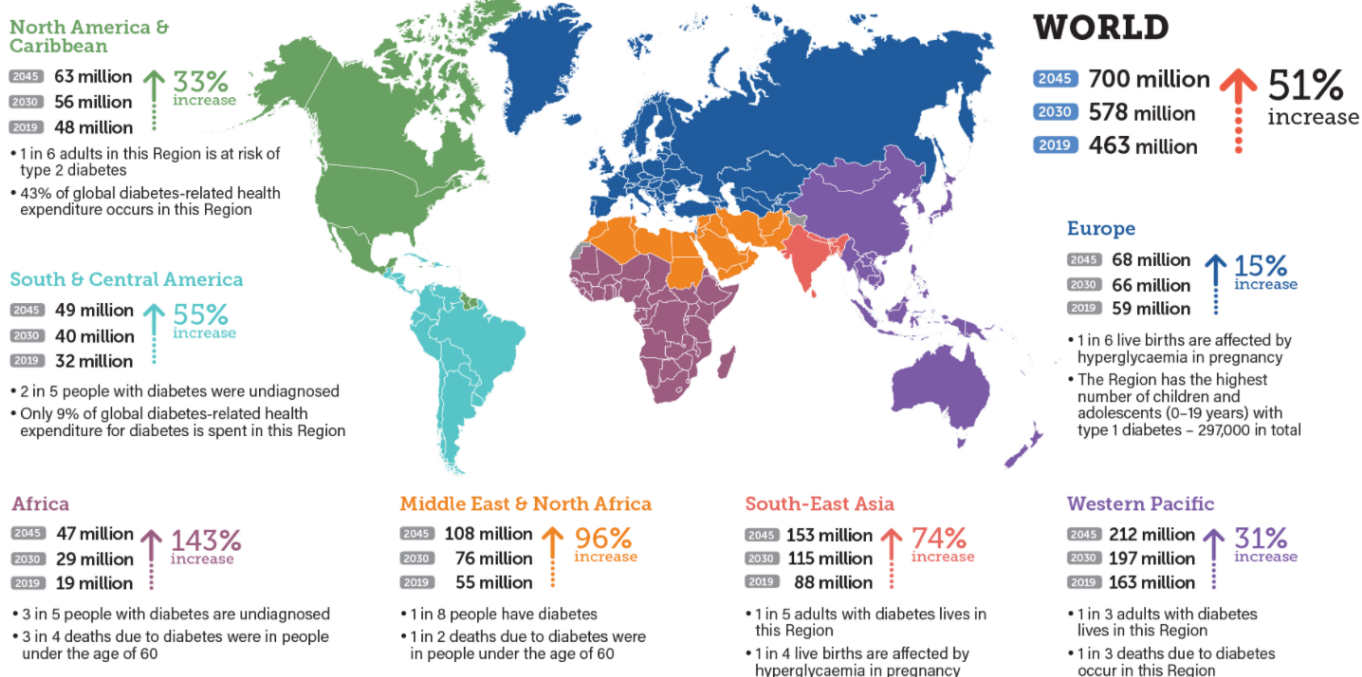 North America &
Caribbean
2045 63 million
2030 56 million
2019 48 million
33%
increase
• 1 in 6 adults in this Region is at risk of
type 2 diabetes
• 43% of global diabetes-related health
expenditure occurs in this Region
South & Central America
2045 49 million
2030 40 million
2019 32 million
55%
increase
• 2 in 5 people with diabetes were undiagnosed
• Only 9% of global diabetes-related health
expenditure for diabetes is spent in this Region
WORLD
2045 700 million
2030 578 million
2019 463 million
51%
increase
Europe
2045 68 million
2030 66 million
2019 59 million
15%
increase
• 1 in 6 live births are affected by
hyperglycaemia in pregnancy
• The Region has the highest
number of children and
adolescents (0–19 years) with
type 1 diabetes – 297,000 in total
Africa
2045 47 million
2030 29 million
2019 19 million
143%
increase
• 3 in 5 people with diabetes are undiagnosed
• 3 in 4 deaths due to diabetes were in people
under the age of 60
Middle East & North Africa
2045 108 million
2030 76 million
2019 55 million
96%
increase
• 1 in 8 people have diabetes
• 1 in 2 deaths due to diabetes were
in people under the age of 60
South-East Asia
2045 153 million
2030 115 million
2019 88 million
74%
increase
• 1 in 5 adults with diabetes lives in
this Region
• 1 in 4 live births are affected by
hyperglycaemia in pregnancy
Western Pacific
2045 212 million
2030 197 million
2019 163 million
31%
increase
• 1 in 3 adults with diabetes
lives in this Region
• 1 in 3 deaths due to diabetes
occur in this Region